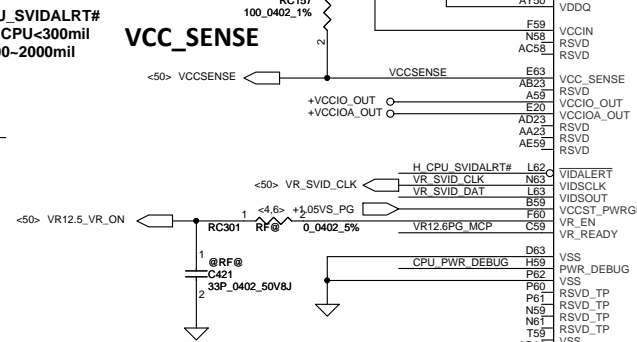 RC157
100_0402_1%
U_SVIDALRT#
CPU<300mil
00~2000mil
VCC_SENSE
2
<50> VCCSENSE
VCCSENSE
+VCCIO_OUT
+VCCIOA_OUT
H_CPU_SVIDALRT#
<50> VR_SVID_CLK
VR_SVID_CLK
VR_SVID_DAT
<4,6> +1.05VS_PG
<50> VR12.5_VR_ON
RC301
1
RF@
2
0_0402_5%
VR12.6PG_MCP
1
@RF@
C421
33P_0402_50V8J
2
CPU_PWR_DEBUG
AY50 VDDQ
F59 VCCIN
N58 RSVD
AC58 RSVD
E63 VCC_SENSE
AB23 RSVD
A59 VCCIO_OUT
E20 VCCIOA_OUT
AD23 RSVD
AA23 RSVD
AE59 RSVD
L62 VIDALERT
N63 VIDSCLK
L63 VIDSOUT
B59 VCCST_PWRG
F60 VR_EN
C59 VR_READY
D63 VSS
H59 PWR_DEBUG
P62 VSS
P60 RSVD_TP
P61 RSVD_TP
N59 RSVD_TP
N61 RSVD_TP
T59 VSS